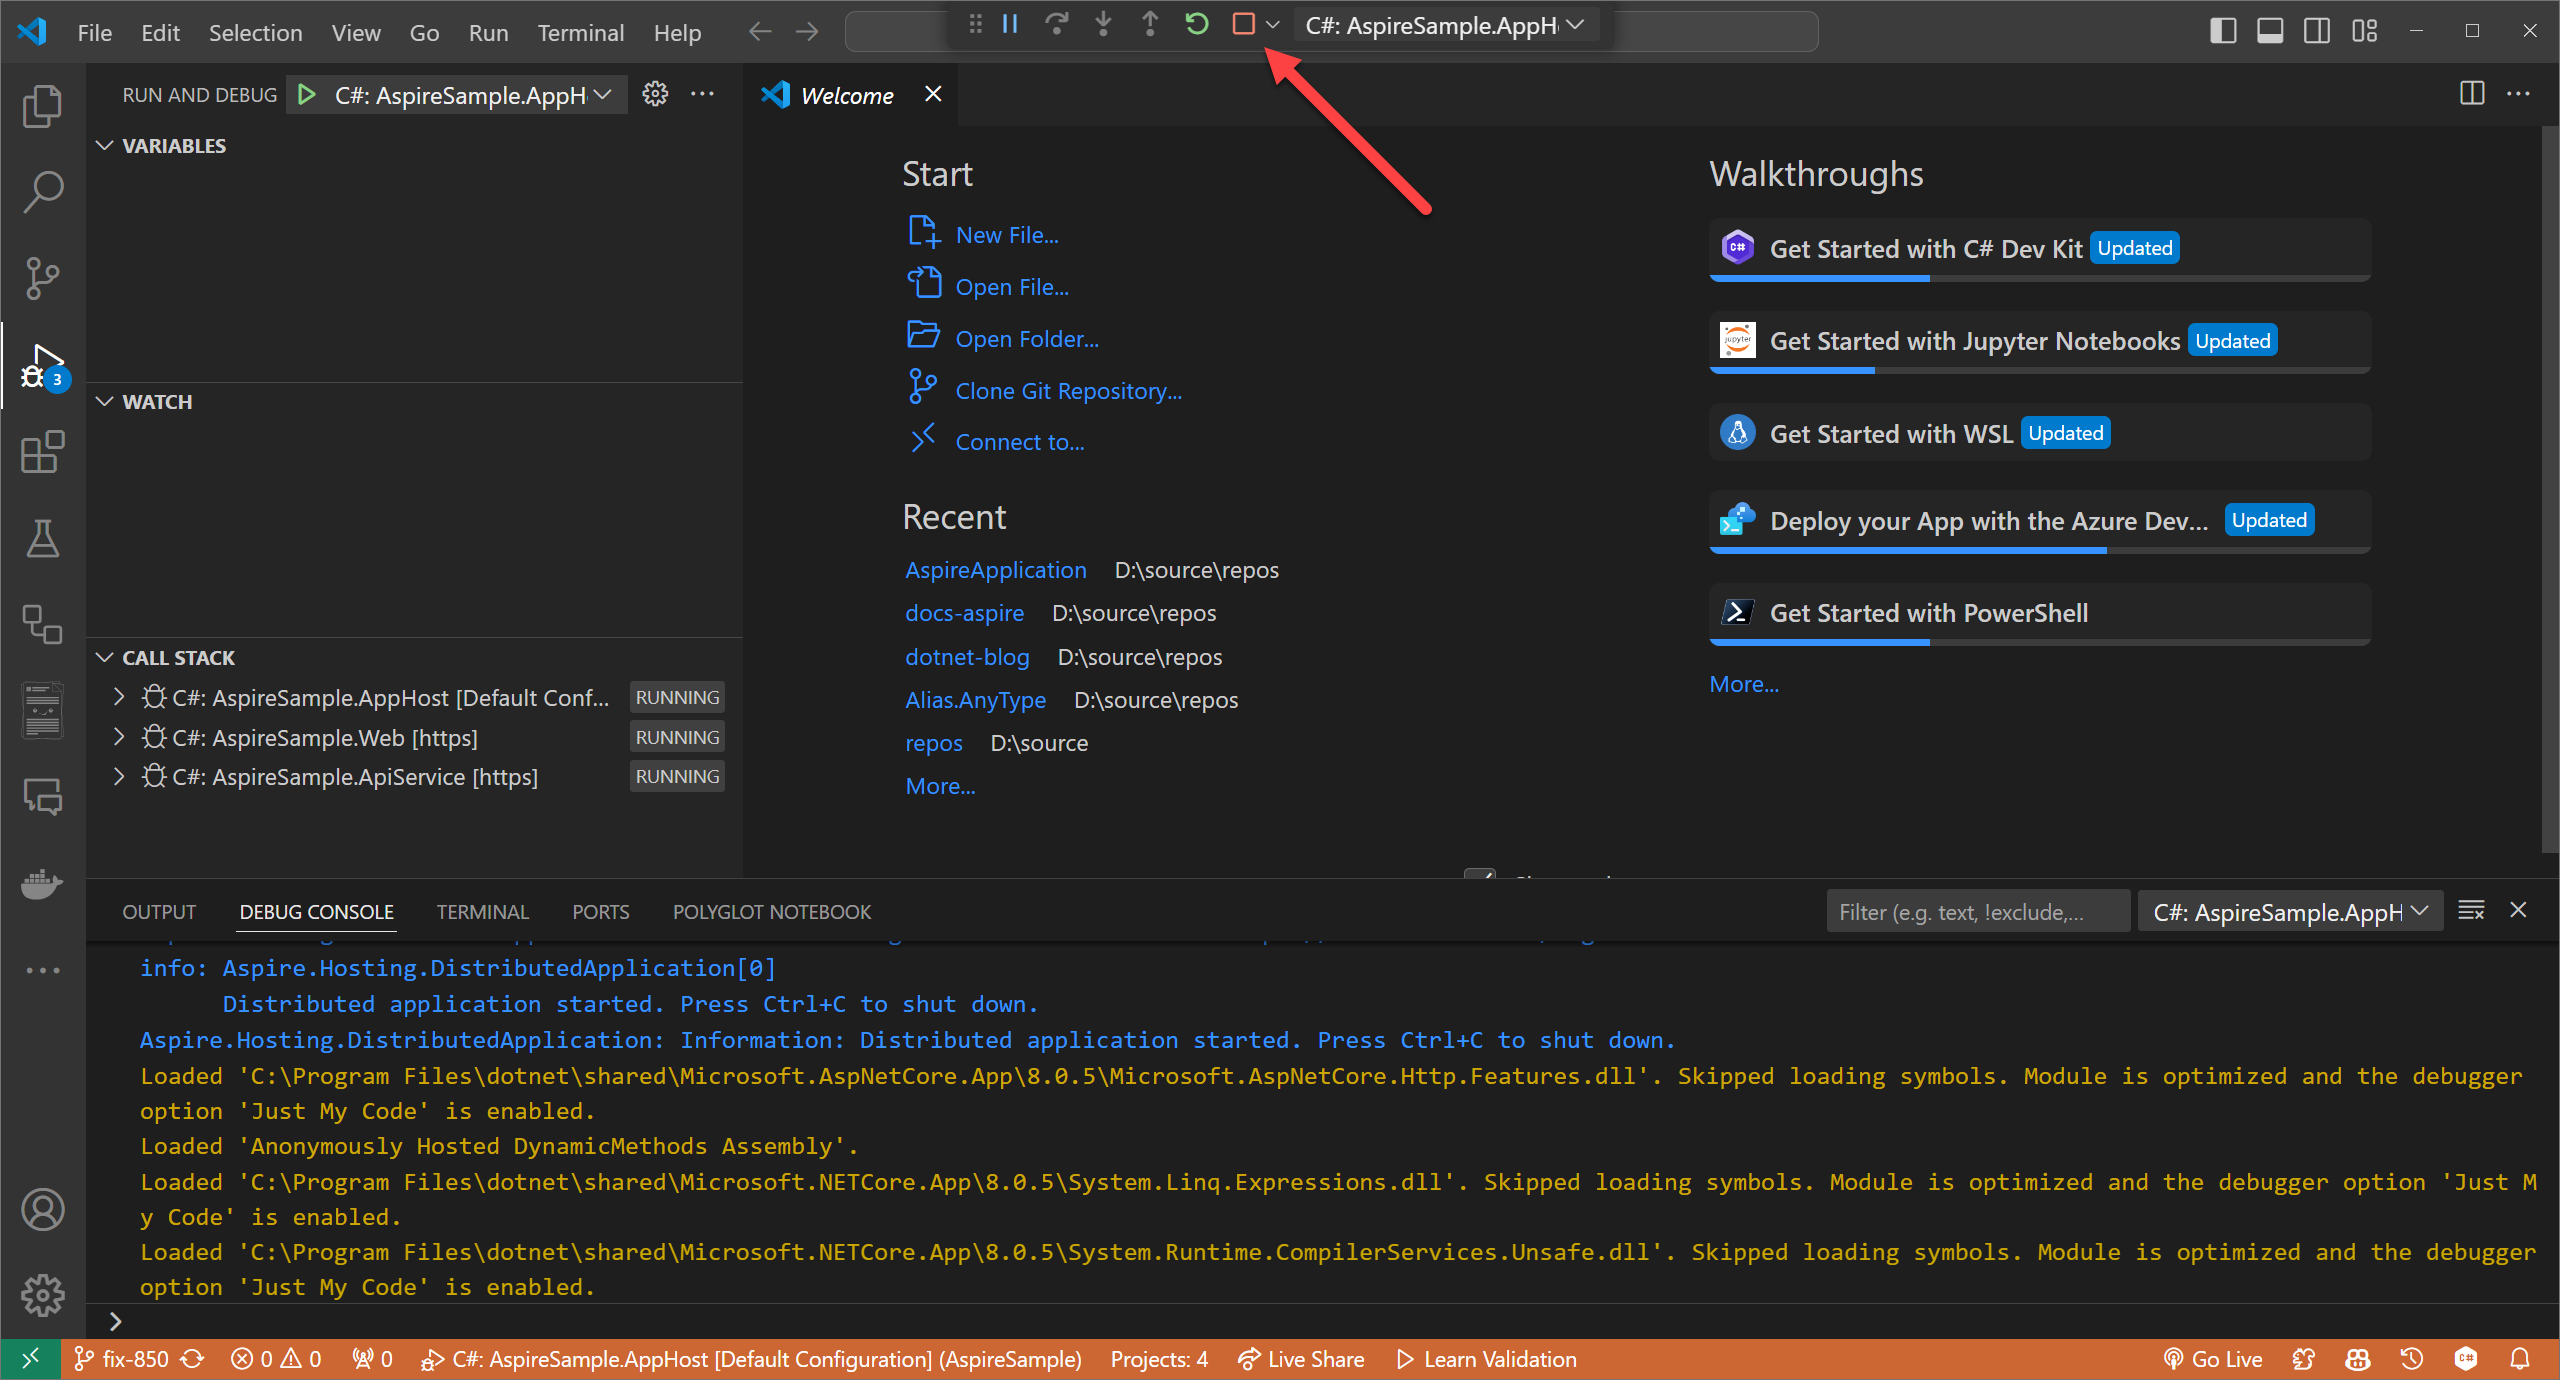 File Edit Selection View Go Run Terminal Help
C#: AspireSample.AppH
RUN AND DEBUG
C#: AspireSample.AppH
VARIABLES
3
WATCH
CALL STACK
C#: AspireSample.AppHost [Default Conf... RUNNING
C#: AspireSample.Web [https] RUNNING
C#: AspireSample.ApiService [https] RUNNING
Welcome
Start
New File...
Open File...
Open Folder...
Clone Git Repository...
Connect to...
Recent
AspireApplication D:\source\repos
docs-aspire D:\source\repos
dotnet-blog D:\source\repos
Alias.AnyType D:\source\repos
repos D:\source
More...
Walkthroughs
C# Get Started with C# Dev Kit Updated
jupyter Get Started with Jupyter Notebooks Updated
Get Started with WSL Updated
Deploy your App with the Azure Dev... Updated
Get Started with PowerShell
More...
OUTPUT DEBUG CONSOLE TERMINAL PORTS POLYGLOT NOTEBOOK
Filter (e.g. text, !exclude,...
C#: AspireSample.AppH
info: Aspire.Hosting.DistributedApplication[0]
Distributed application started. Press Ctrl+C to shut down.
Aspire.Hosting.DistributedApplication: Information: Distributed application started. Press Ctrl+C to shut down.
Loaded 'C:\Program Files\dotnet\shared\Microsoft.AspNetCore.App\8.0.5\Microsoft.AspNetCore.Http.Features.dll'. Skipped loading symbols. Module is optimized and the debugger
option 'Just My Code' is enabled.
Loaded 'Anonymously Hosted DynamicMethods Assembly'.
Loaded 'C:\Program Files\dotnet\shared\Microsoft.NETCore.App\8.0.5\System.Linq.Expressions.dll'. Skipped loading symbols. Module is optimized and the debugger option 'Just M
y Code' is enabled.
Loaded 'C:\Program Files\dotnet\shared\Microsoft.NETCore.App\8.0.5\System.Runtime.CompilerServices.Unsafe.dll'. Skipped loading symbols. Module is optimized and the debugger
option 'Just My Code' is enabled.
fix-850 0 0 0 C#: AspireSample.AppHost [Default Configuration] (AspireSample) Projects: 4 Live Share Learn Validation Go Live C#